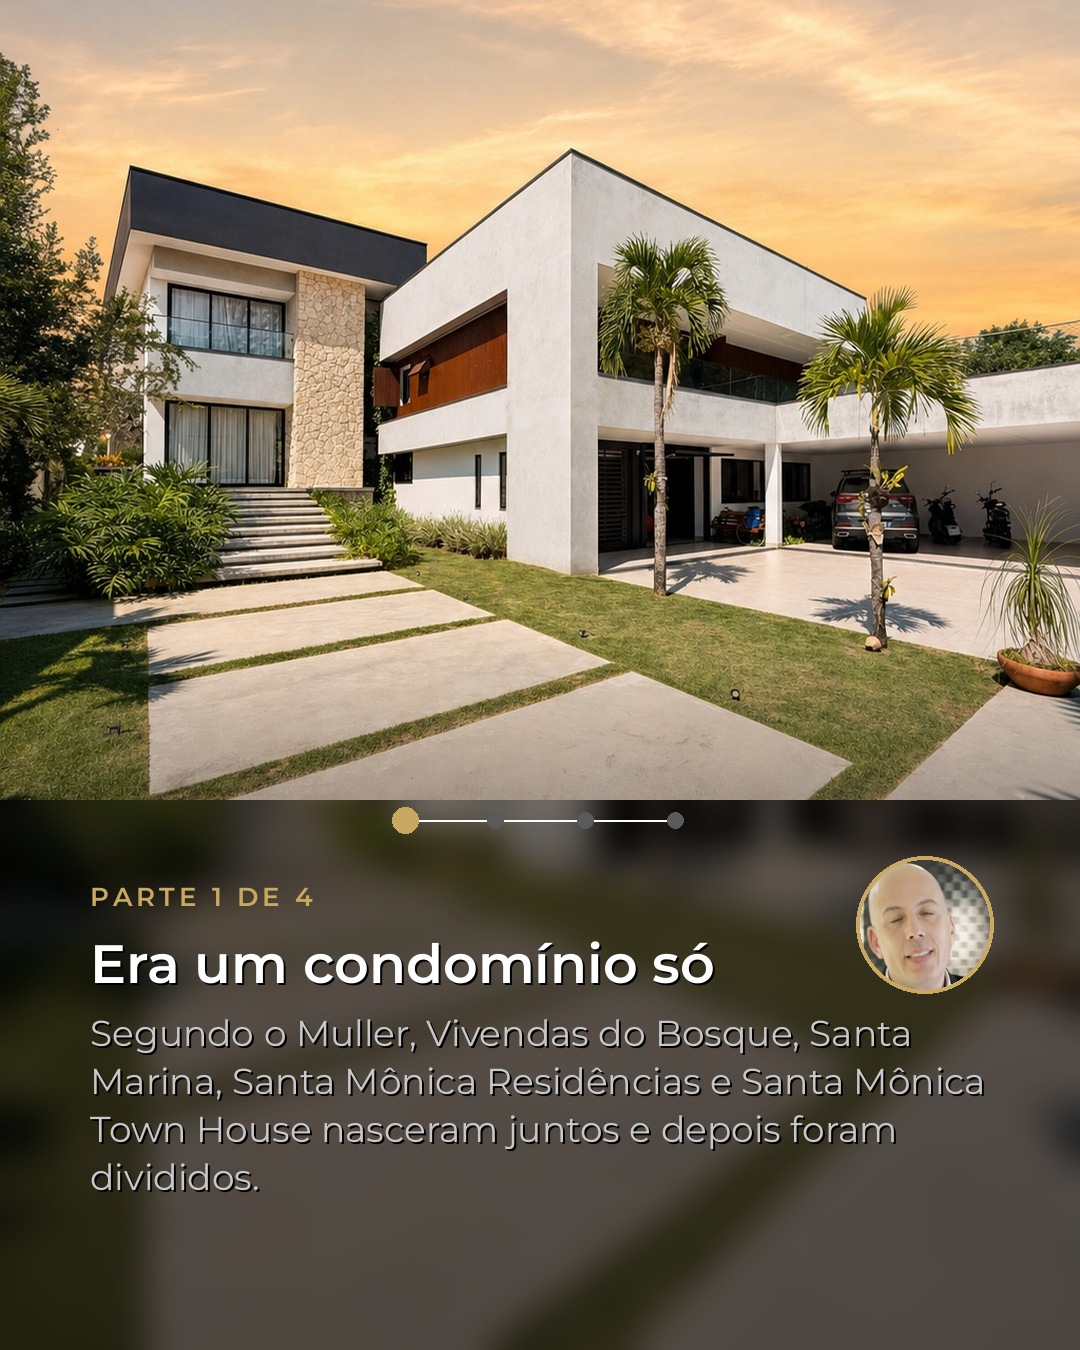 PARTE 1 DE 4
Era um condomínio só
Segundo o Muller, Vivendas do Bosque, Santa
Marina, Santa Mônica Residências e Santa Mônica
Town House nasceram juntos e depois foram
divididos.